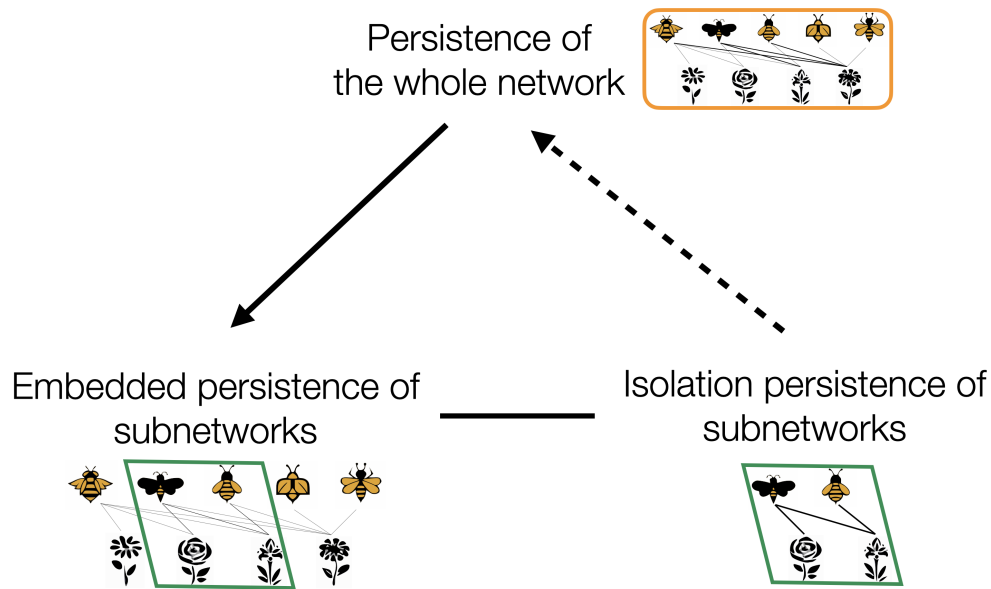 Persistence of
the whole network
Embedded persistence of
subnetworks
Isolation persistence of
subnetworks